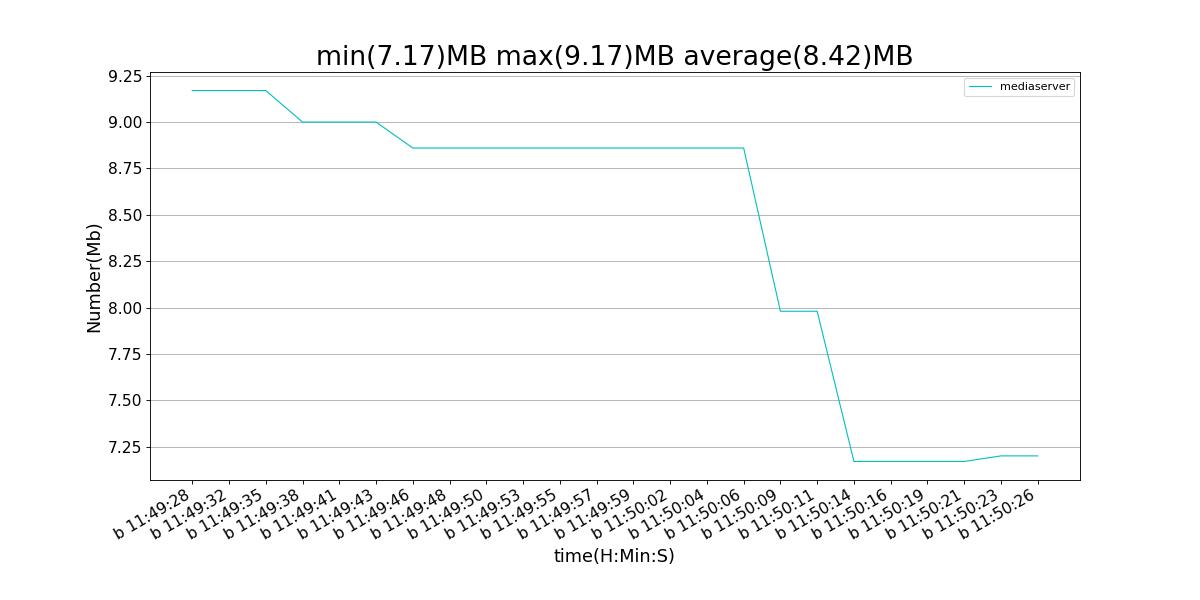 min(7.17)MB max(9.17)MB average(8.42)MB
mediaserver
Number(Mb)
9.25
9.00
8.75
8.50
8.25
8.00
7.75
7.50
7.25
b 11:49:28
b 11:49:32
b 11:49:35
b 11:49:38
b 11:49:41
b 11:49:43
b 11:49:46
b 11:49:48
b 11:49:50
b 11:49:53
b 11:49:55
b 11:49:57
b 11:49:59
b 11:50:02
b 11:50:04
b 11:50:06
b 11:50:09
b 11:50:11
b 11:50:14
b 11:50:16
b 11:50:19
b 11:50:21
b 11:50:23
b 11:50:26
time(H:Min:S)